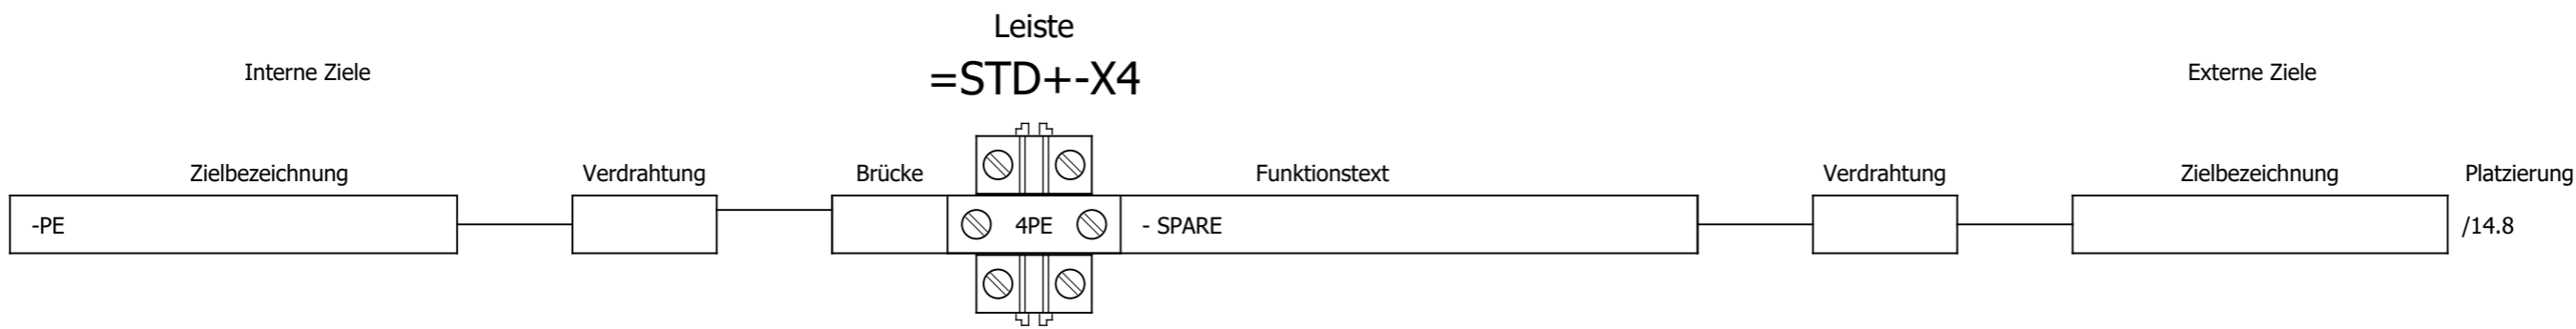 Leiste
Interne Ziele
=STD+-X4
Externe Ziele
Zielbezeichnung Verdrahtung Brücke Funktionstext Verdrahtung Zielbezeichnung Platzierung
-PE 4PE - SPARE /14.8